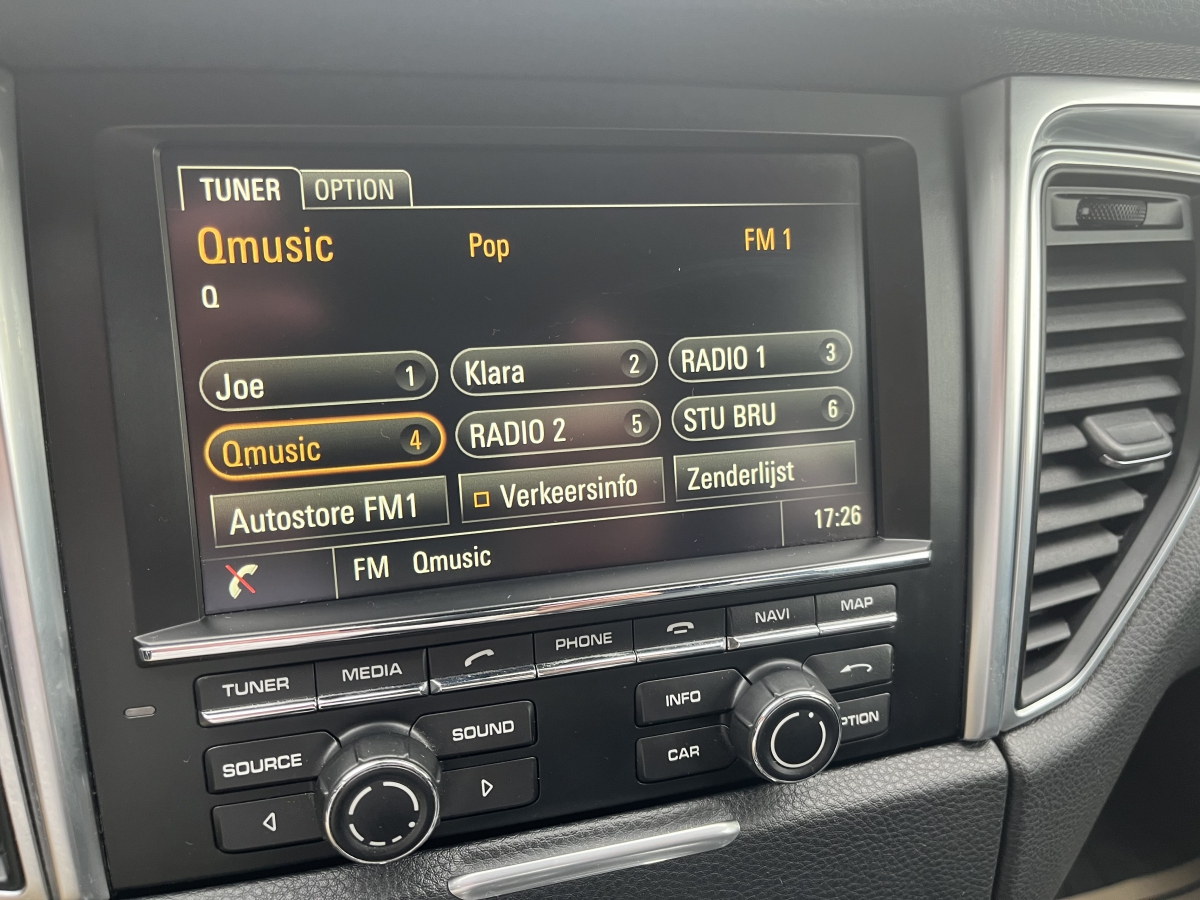 TUNER OPTION
Qmusic Pop FM 1
Q
Joe 1 Klara 2 RADIO 1 3
Qmusic 4 RADIO 2 5 STU BRU 6
Autostore FM1 Verkeersinfo Zenderlijst
FM Qmusic 17:26
TUNER MEDIA PHONE NAVI MAP
SOURCE SOUND INFO
CAR PTION